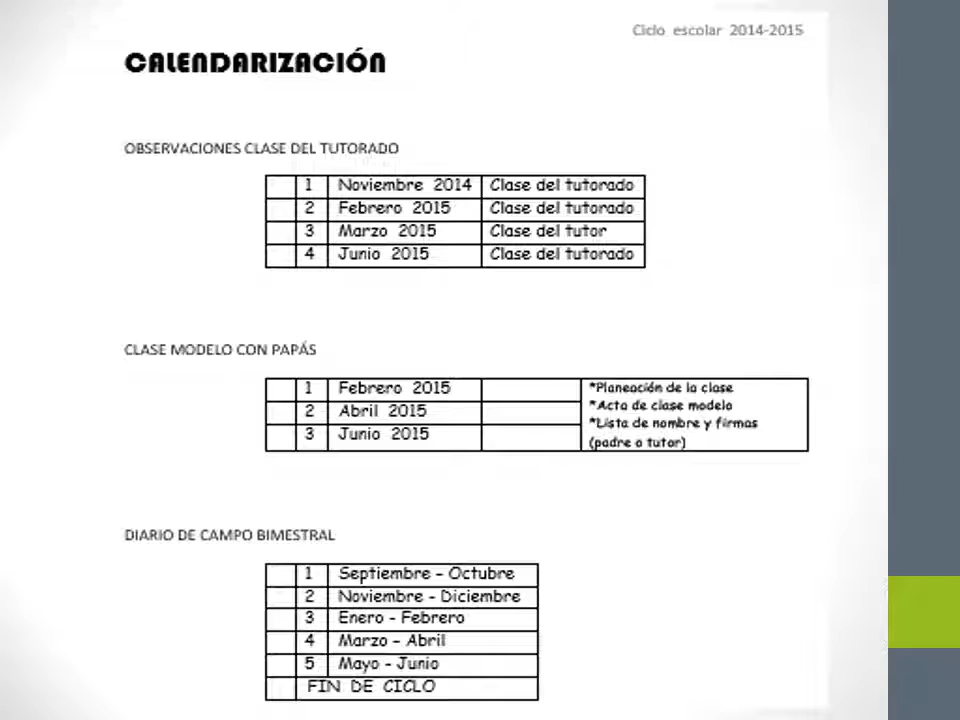 Ciclo escolar 2014-2015
CALENDARIZACIÓN
OBSERVACIONES CLASE DEL TUTORADO
1 Noviembre 2014 Clase del tutorado
2 Febrero 2015 Clase del tutorado
3 Marzo 2015 Clase del tutor
4 Junio 2015 Clase del tutorado
CLASE MODELO CON PAPÁS
1 Febrero 2015
2 Abril 2015
3 Junio 2015
*Planeación de la clase
*Acta de clase modelo
*Lista de nombre y firmas
(padre o tutor)
DIARIO DE CAMPO BIMESTRAL
1 Septiembre - Octubre
2 Noviembre - Diciembre
3 Enero - Febrero
4 Marzo - Abril
5 Mayo - Junio
FIN DE CICLO